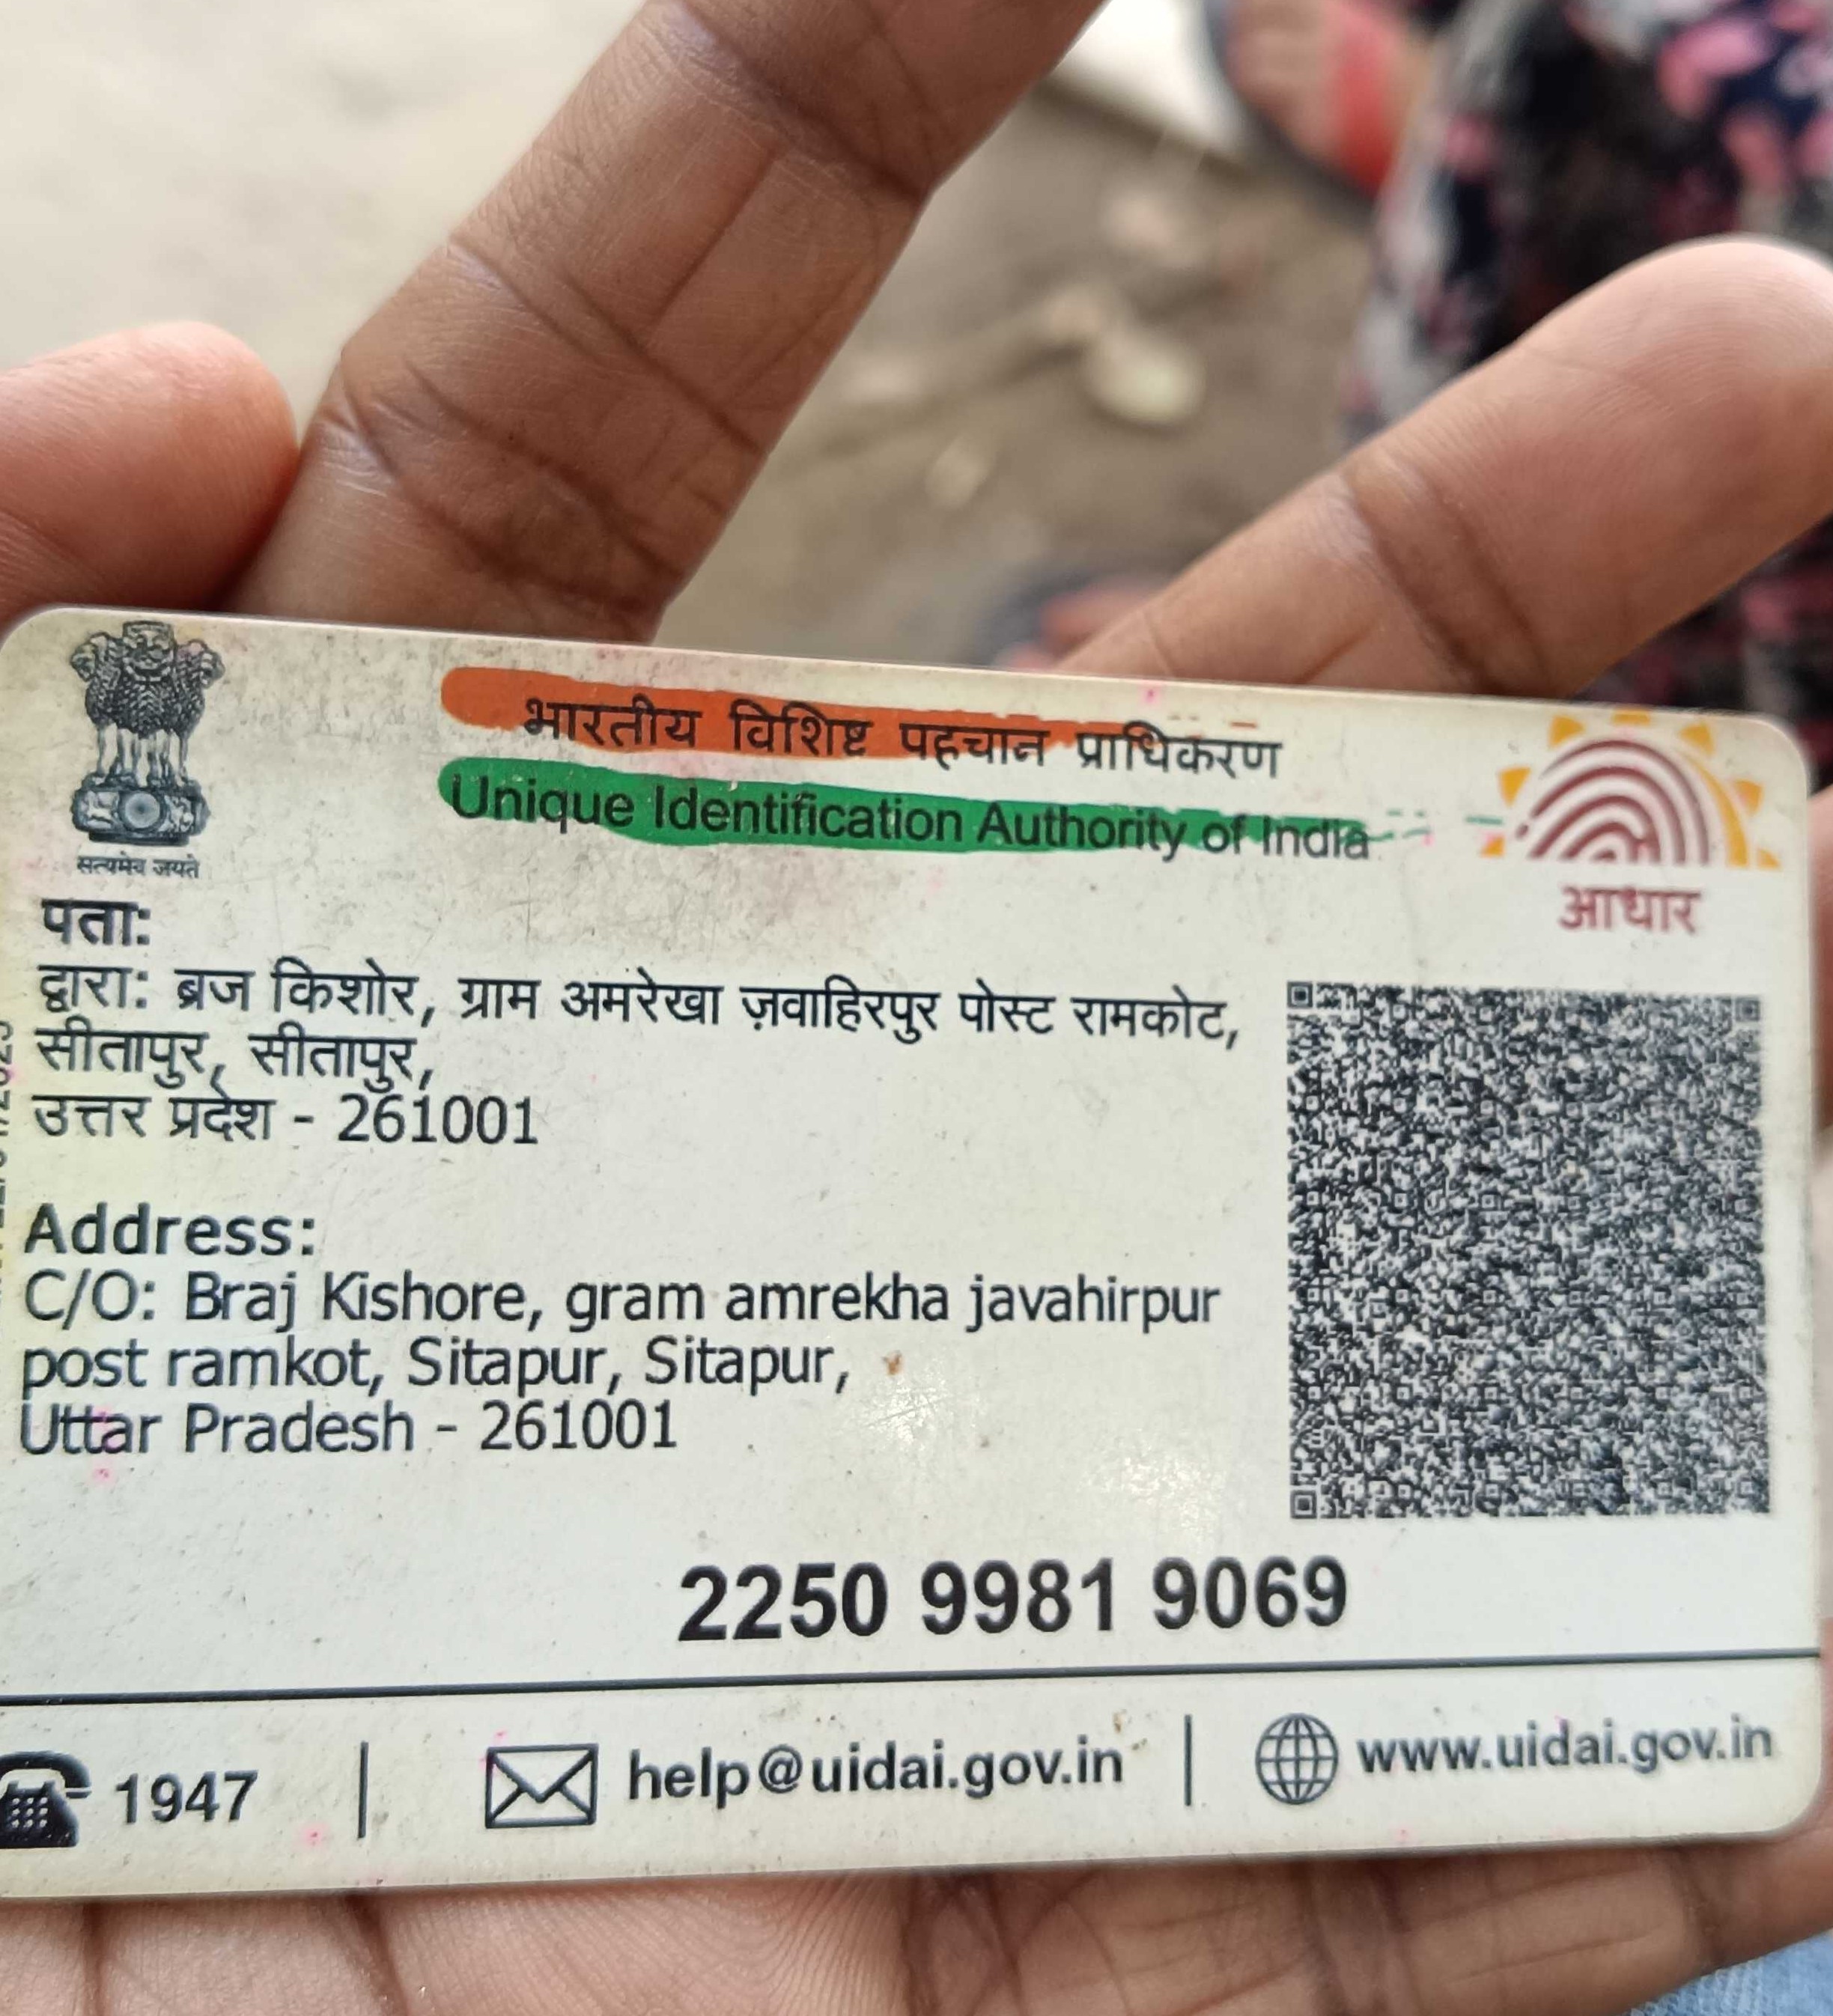 सत्यमेव जयते
भारतीय विशिष्ट पहचान प्राधिकरण
Unique Identification Authority of India
आधार
पता:
द्वारा: ब्रज किशोर, ग्राम अमरेखा ज़वाहिरपुर पोस्ट रामकोट,
सीतापुर, सीतापुर,
उत्तर प्रदेश - 261001
Address:
C/O: Braj Kishore, gram amrekha javahirpur
post ramkot, Sitapur, Sitapur,
Uttar Pradesh - 261001
2250 9981 9069
1947
help@uidai.gov.in
www.uidai.gov.in